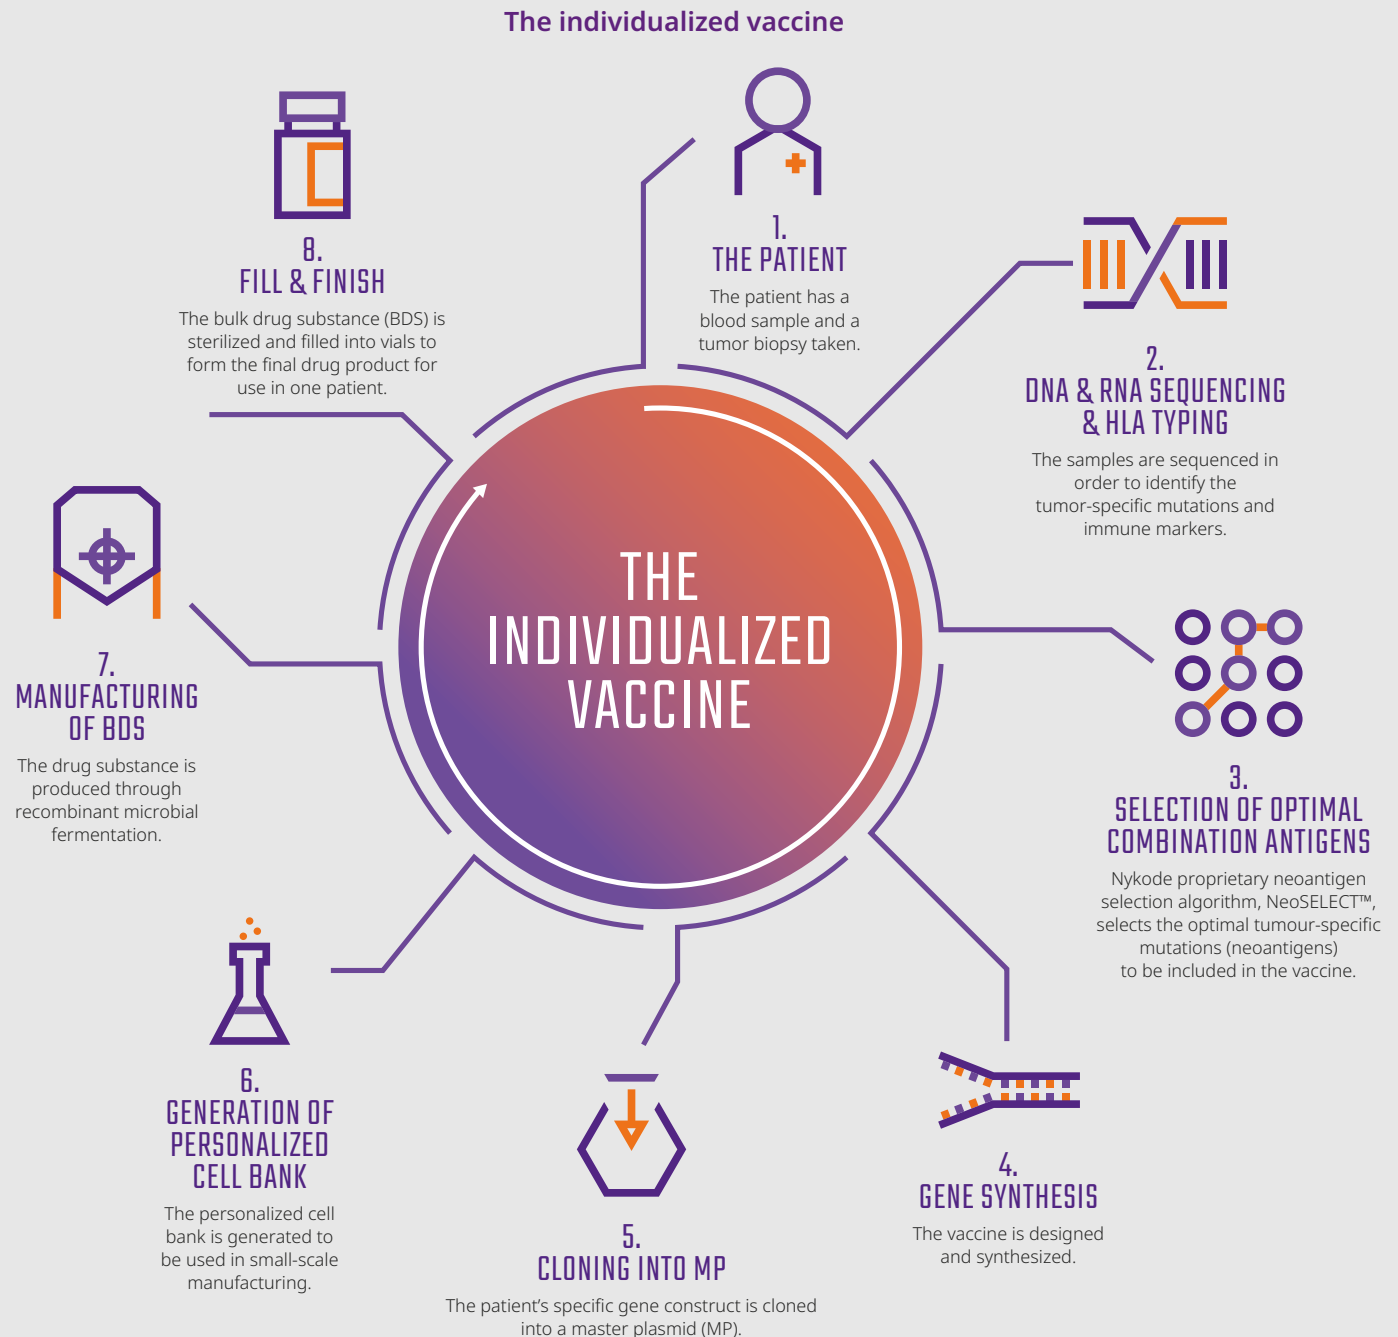 The individualized vaccine
THE
INDIVIDUALIZED
VACCINE
1.
THE PATIENT
The patient has a
blood sample and a
tumor biopsy taken.
2.
DNA & RNA SEQUENCING
& HLA TYPING
The samples are sequenced in
order to identify the
tumor-specific mutations and
immune markers.
3.
SELECTION OF OPTIMAL
COMBINATION ANTIGENS
Nykode proprietary neoantigen
selection algorithm, NeoSELECT™,
selects the optimal tumour-specific
mutations (neoantigens)
to be included in the vaccine.
4.
GENE SYNTHESIS
The vaccine is designed
and synthesized.
5.
CLONING INTO MP
The patient’s specific gene construct is cloned
into a master plasmid (MP).
6.
GENERATION OF
PERSONALIZED
CELL BANK
The personalized cell
bank is generated to
be used in small-scale
manufacturing.
7.
MANUFACTURING
OF BDS
The drug substance is
produced through
recombinant microbial
fermentation.
8.
FILL & FINISH
The bulk drug substance (BDS) is
sterilized and filled into vials to
form the final drug product for
use in one patient.